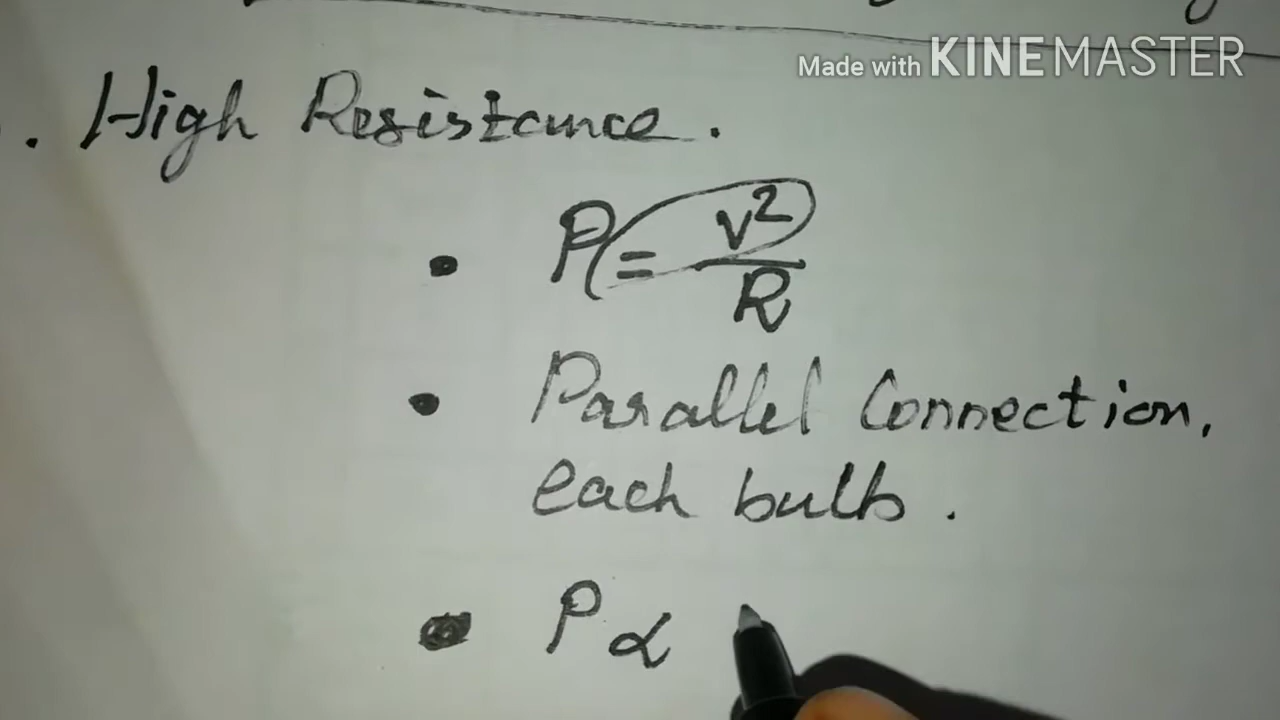 Made with KINEMASTER
. High Resistance.
• P = V²/R
• Parallel Connection,
each bulb.
• P α